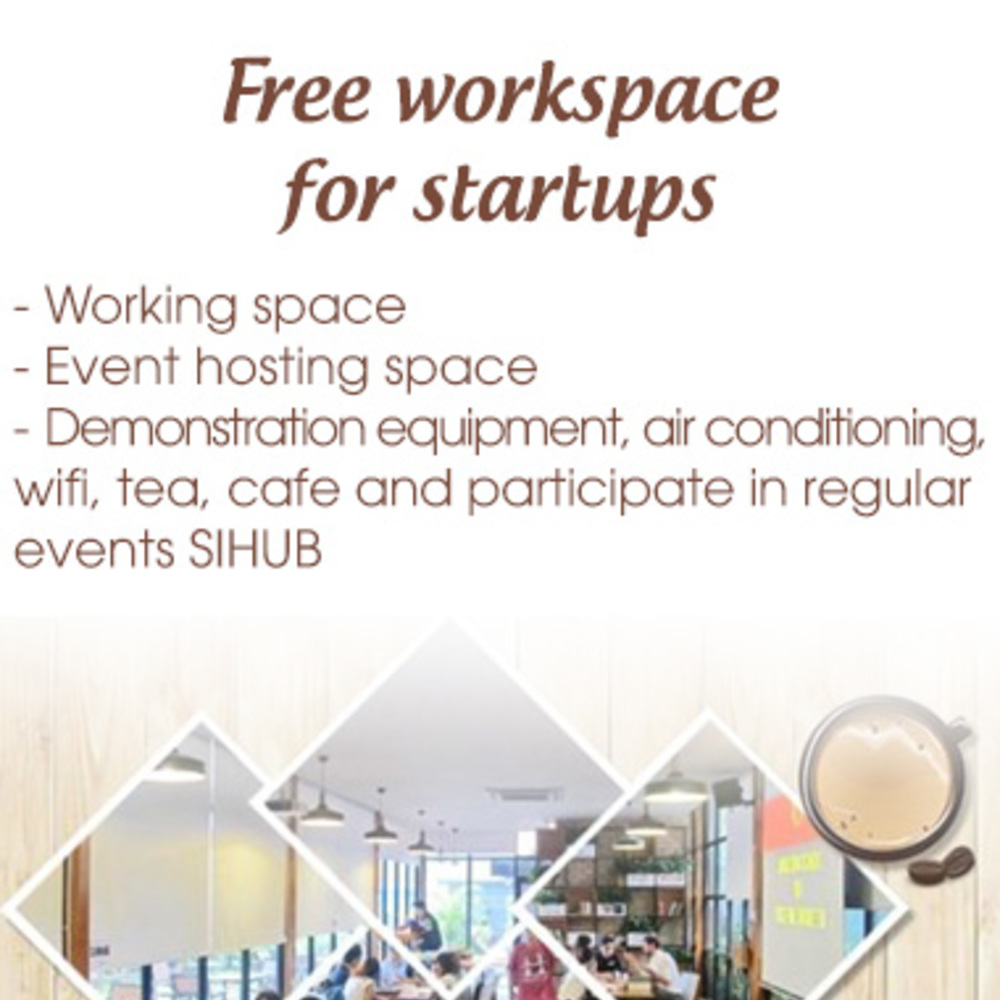 Free workspace
for startups
- Working space
- Event hosting space
- Demonstration equipment, air conditioning,
wifi, tea, cafe and participate in regular
events SIHUB